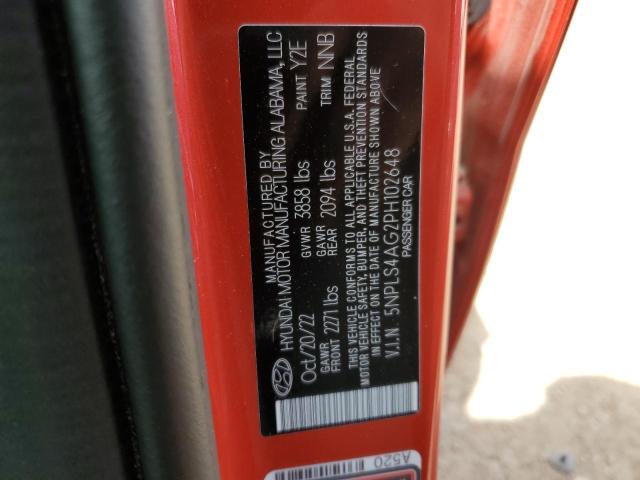 MANUFACTURED BY
HYUNDAI MOTOR MANUFACTURING ALABAMA, LLC
Oct/20/22 GVWR 3858 lbs PAINT Y2E
GAWR FRONT 2271 lbs GAWR REAR 2094 lbs TRIM NNB
THIS VEHICLE CONFORMS TO ALL APPLICABLE U.S.A. FEDERAL
MOTOR VEHICLE SAFETY, BUMPER, AND THEFT PREVENTION STANDARDS
IN EFFECT ON THE DATE OF MANUFACTURE SHOWN ABOVE
V.I.N. 5NPLS4AG2PH102648
PASSENGER CAR
A520